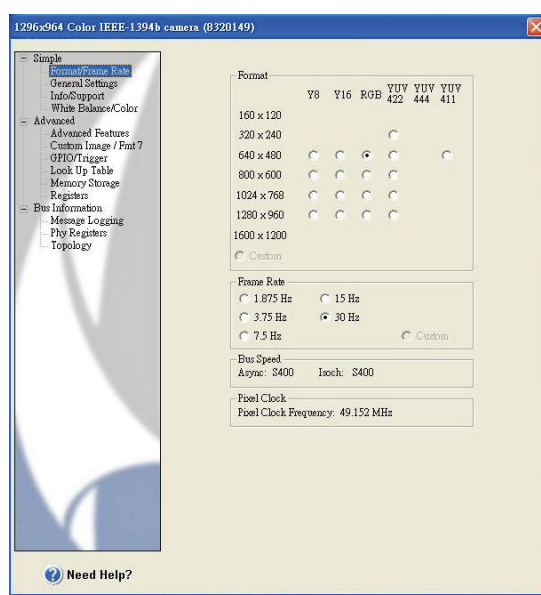 1296x964 Color IEEE-1394b camera (8320149)
Simple
Format/Frame Rate
General Settings
Info/Support
White Balance/Color
Advanced
Advanced Features
Custom Image / Fmt 7
GPIO/Trigger
Look Up Table
Memory Storage
Registers
Bus Information
Message Logging
Phy Registers
Topology
Need Help?
Format
Y8 Y16 RGB YUV 422 YUV 444 YUV 411
160 x 120
320 x 240
640 x 480
800 x 600
1024 x 768
1280 x 960
1600 x 1200
Custom
Frame Rate
1.875 Hz 15 Hz
3.75 Hz 30 Hz
7.5 Hz Custom
Bus Speed
Async: S400 Isoch: S400
Pixel Clock
Pixel Clock Frequency: 49.152 MHz